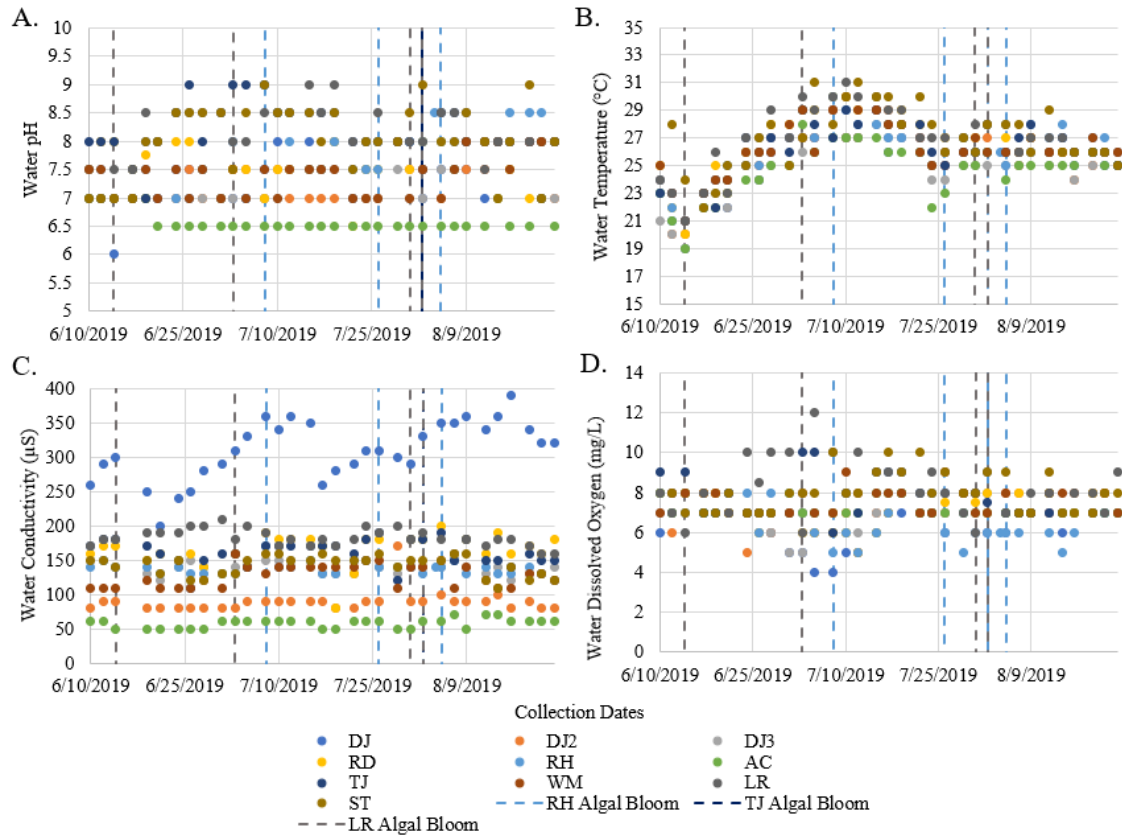 A.
Water pH
10
9.5
9
8.5
8
7.5
7
6.5
6
5.5
5
6/10/2019 6/25/2019 7/10/2019 7/25/2019 8/9/2019
B.
Water Temperature (°C)
35
33
31
29
27
25
23
21
19
17
15
6/10/2019 6/25/2019 7/10/2019 7/25/2019 8/9/2019
C.
Water Conductivity (µS)
400
350
300
250
200
150
100
50
0
6/10/2019 6/25/2019 7/10/2019 7/25/2019 8/9/2019
D.
Water Dissolved Oxygen (mg/L)
14
12
10
8
6
4
2
0
6/10/2019 6/25/2019 7/10/2019 7/25/2019 8/9/2019
Collection Dates
DJ DJ2 DJ3
RD RH AC
TJ WM LR
ST RH Algal Bloom TJ Algal Bloom
LR Algal Bloom